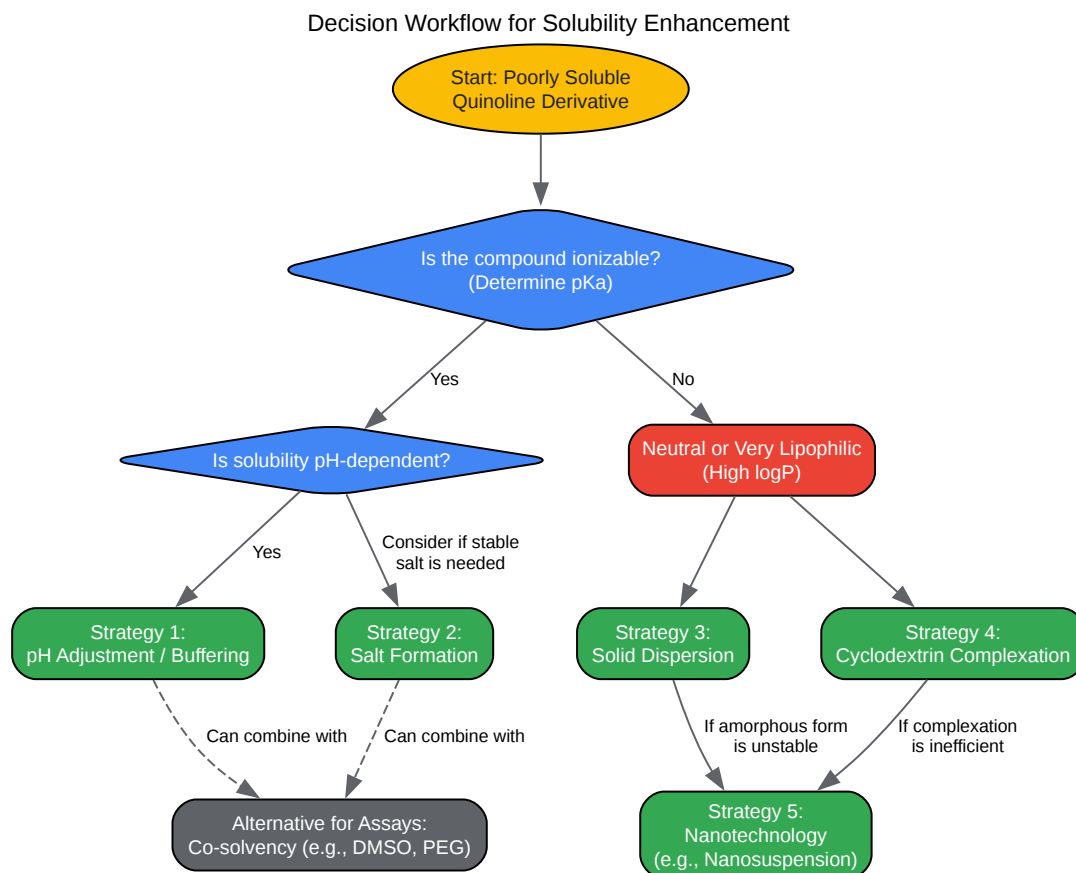 Decision Workflow for Solubility Enhancement
Start: Poorly Soluble
Quinoline Derivative
Is the compound ionizable?
(Determine pKa)
Yes
No
Is solubility pH-dependent?
Neutral or Very Lipophilic
(High logP)
Yes
Consider if stable
salt is needed
Strategy 1:
pH Adjustment / Buffering
Strategy 2:
Salt Formation
Strategy 3:
Solid Dispersion
Strategy 4:
Cyclodextrin Complexation
Can combine with
Can combine with
If amorphous form
is unstable
If complexation
is inefficient
Alternative for Assays:
Co-solvency (e.g., DMSO, PEG)
Strategy 5:
Nanotechnology
(e.g., Nanosuspension)